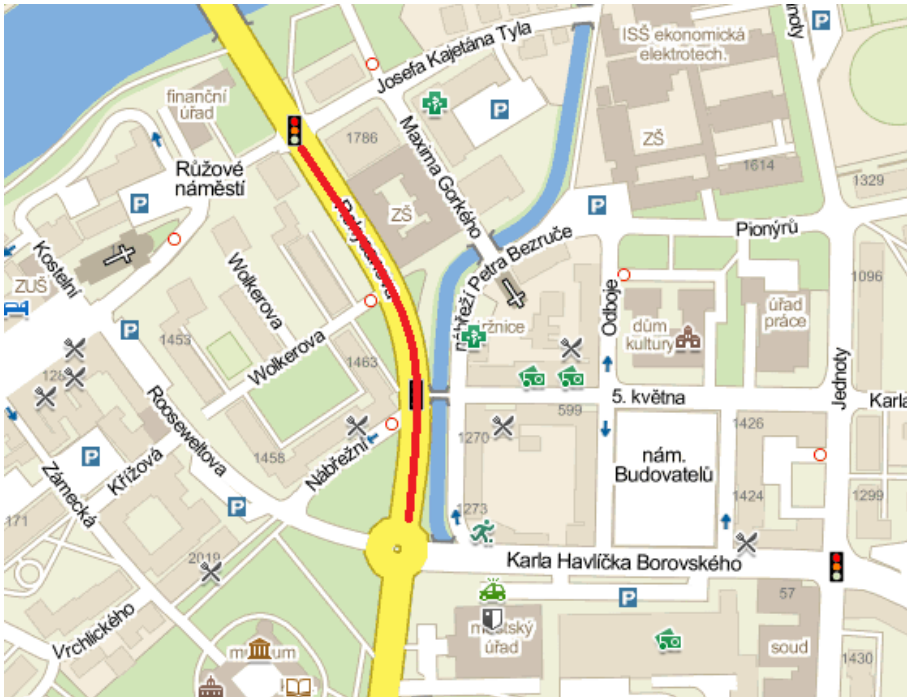 Josefa Kajetána Tyla
ISŠ ekonomická
elektrotech.
finanční
úřad
P
P
1786
Maxima Gorkého
ZŠ
1614
Růžové
náměstí
P
ZŠ
1329
P
Pionýrů
Kostelní
ZUŠ
Wolkerova
nábřeží Petra Bezruče
Odboje
1096
úřad
práce
dům
kultury
P
1453
Wolkerova
1463
Jednoty
5. května
599
Karla
Rooseveltova
1426
1270
nám.
Budovatelů
P
Křížová
1458
Nábřežní
Zámecká
1424
1299
171
P
1273
2019
Karla Havlíčka Borovského
P
57
Vrchlického
městský
úřad
soud
1430